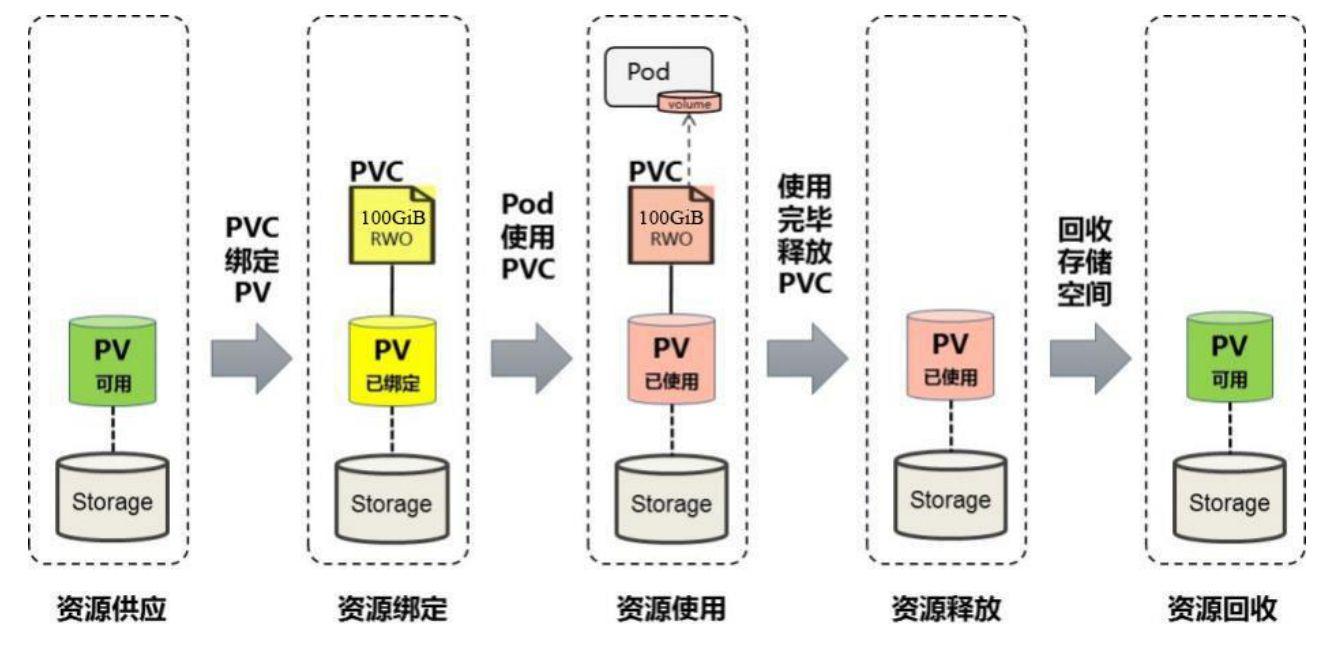 PV
可用
Storage
资源供应
PVC
绑定
PV
PVC
100GiB
RWO
PV
已绑定
Storage
资源绑定
Pod
使用
PVC
Pod
volume
PVC
100GiB
RWO
PV
已使用
Storage
资源使用
使用
完毕
释放
PVC
PV
已使用
Storage
资源释放
回收
存储
空间
PV
可用
Storage
资源回收